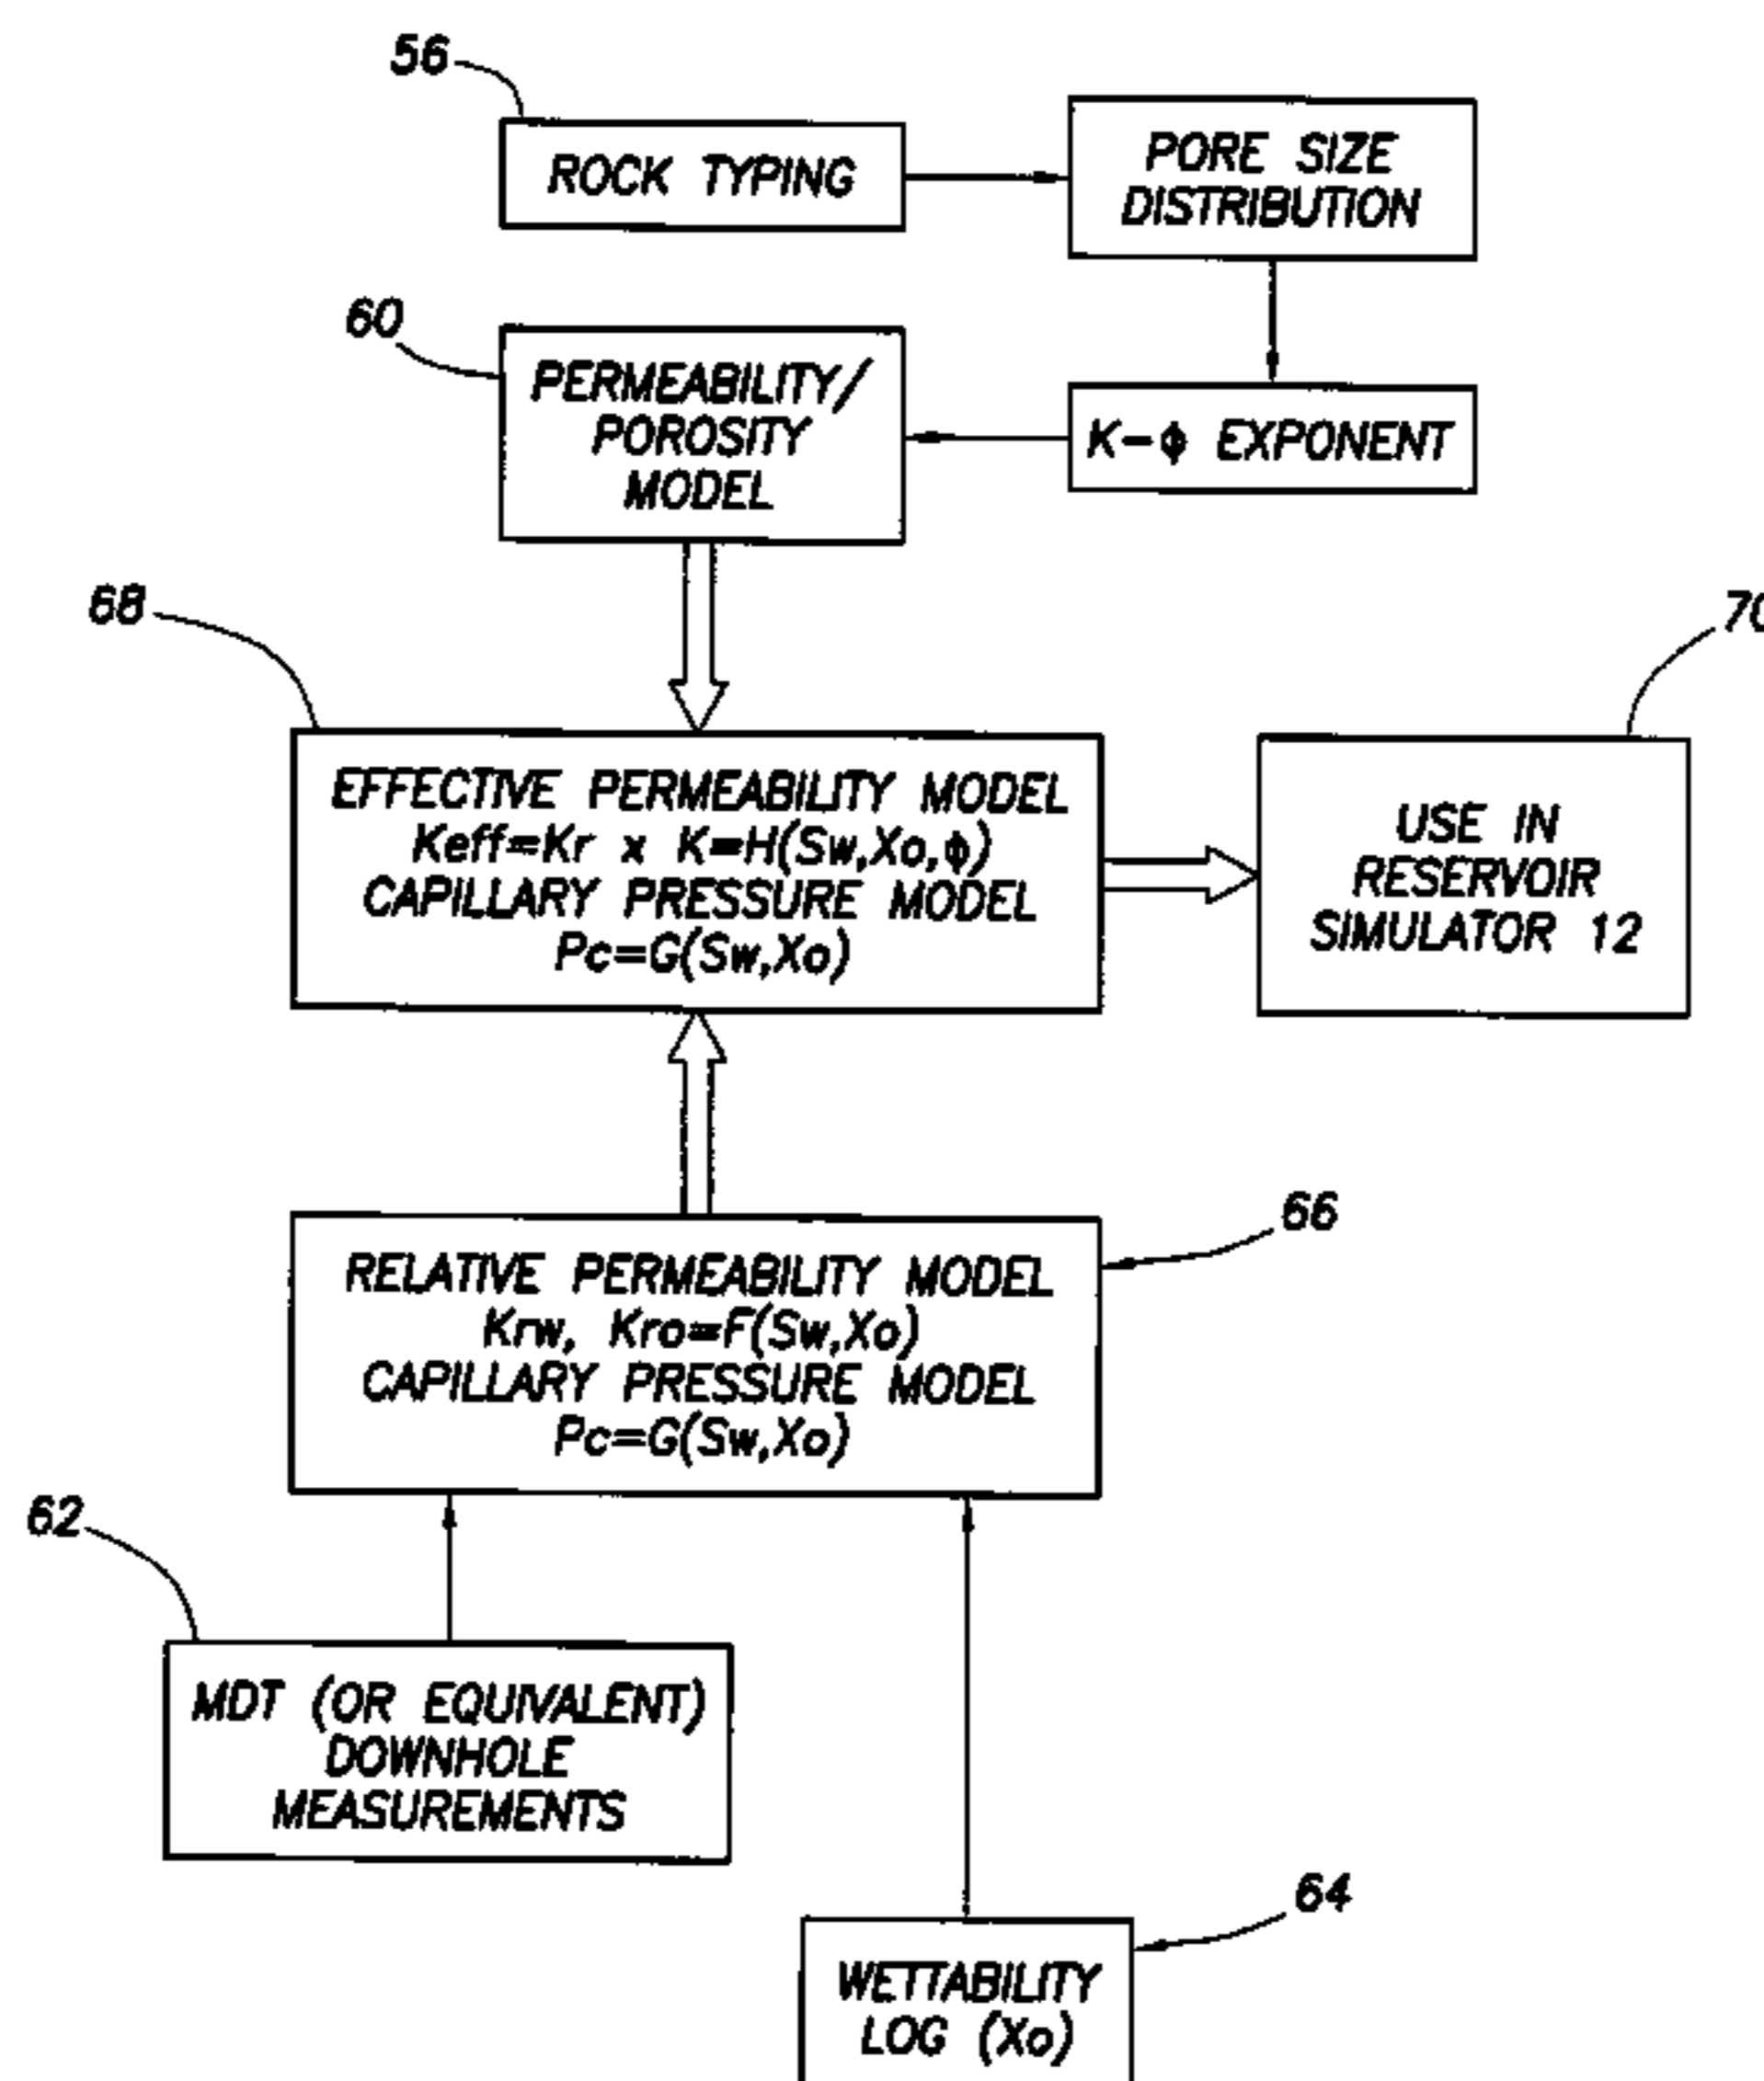 56
ROCK TYPING
PORE SIZE
DISTRIBUTION
60
PERMEABILITY/
POROSITY
MODEL
K-ϕ EXPONENT
68
70
EFFECTIVE PERMEABILITY MODEL
Keff=Kr x K=H(Sw,Xo,ϕ)
CAPILLARY PRESSURE MODEL
Pc=G(Sw,Xo)
USE IN
RESERVOIR
SIMULATOR 12
66
RELATIVE PERMEABILITY MODEL
Krw, Kro=F(Sw,Xo)
CAPILLARY PRESSURE MODEL
Pc=G(Sw,Xo)
62
MDT (OR EQUIVALENT)
DOWNHOLE
MEASUREMENTS
64
WETTABILITY
LOG (Xo)